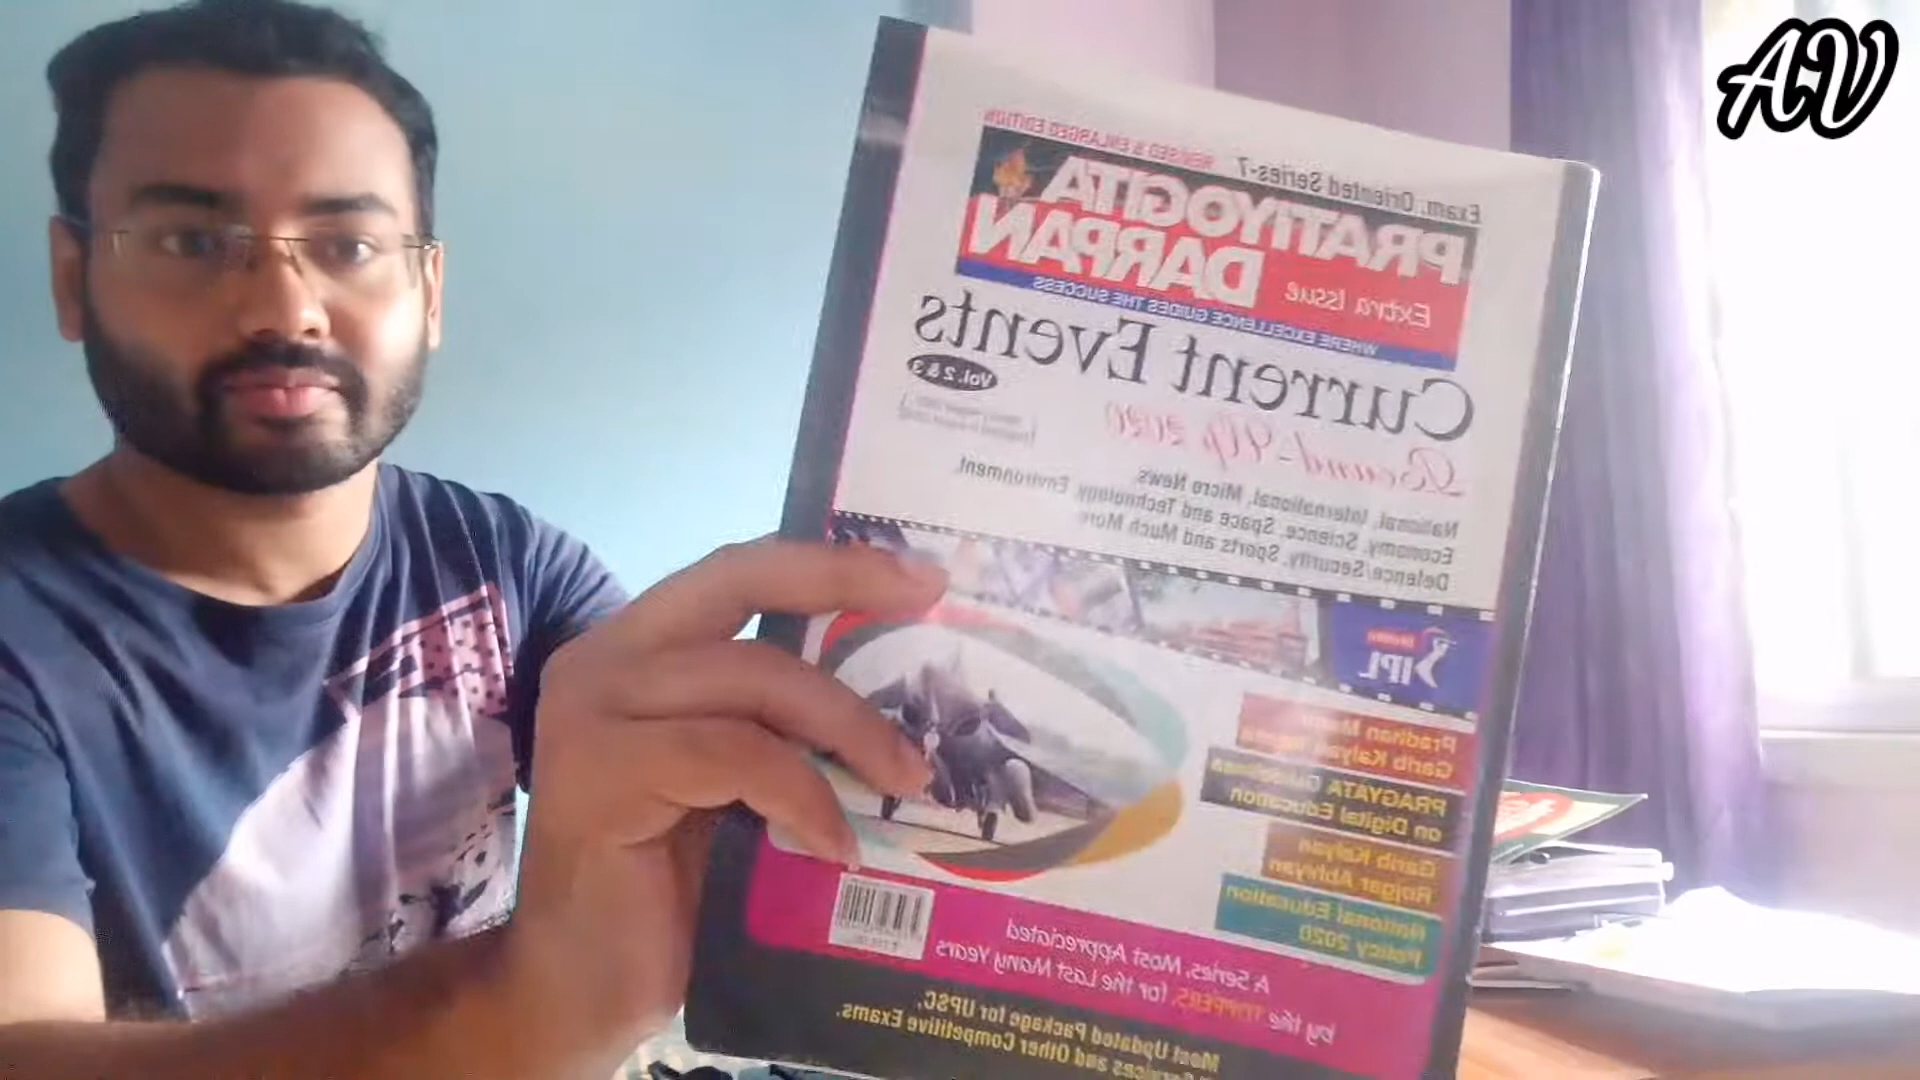 AV
REVISED & ENLARGED EDITION
Exam. Oriented Series-7
PRATIYOGITA
DARPAN
Extra Issue
WHERE EXCELLENCE GUIDES THE SUCCESS
Current Events
Vol. 2 & 3
Round-Up 2020
National, International, Micro News,
Economy, Science, Space and Technology, Environment,
Defence/Security, Sports and Much More
IPL
Pradhan
Garib Kalyan
PRAGYATA Guidelines
on Digital Education
Garib Kalyan
Rojgar Abhiyan
National Education
Policy 2020
A Series, Most Appreciated
by the TOPPERS, for the Last Many Years
Most Updated Package for UPSC,
Services and Other Competitive Exams.